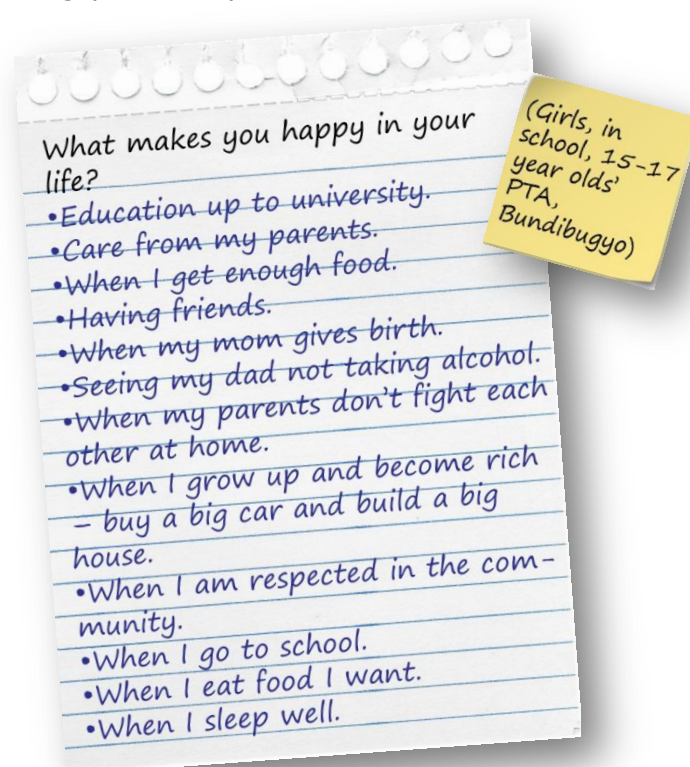 What makes you happy in your
life?
•Education up to university.
•Care from my parents.
•When I get enough food.
•Having friends.
•When my mom gives birth.
•Seeing my dad not taking alcohol.
•When my parents don't fight each
other at home.
•When I grow up and become rich
– buy a big car and build a big
house.
•When I am respected in the com-
munity.
•When I go to school.
•When I eat food I want.
•When I sleep well.
(Girls, in
school, 15-17
year olds'
PTA,
Bundibugyo)